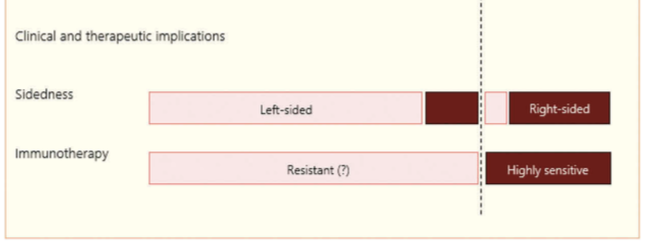 Clinical and therapeutic implications
Sidedness
Left-sided
Right-sided
Immunotherapy
Resistant (?)
Highly sensitive